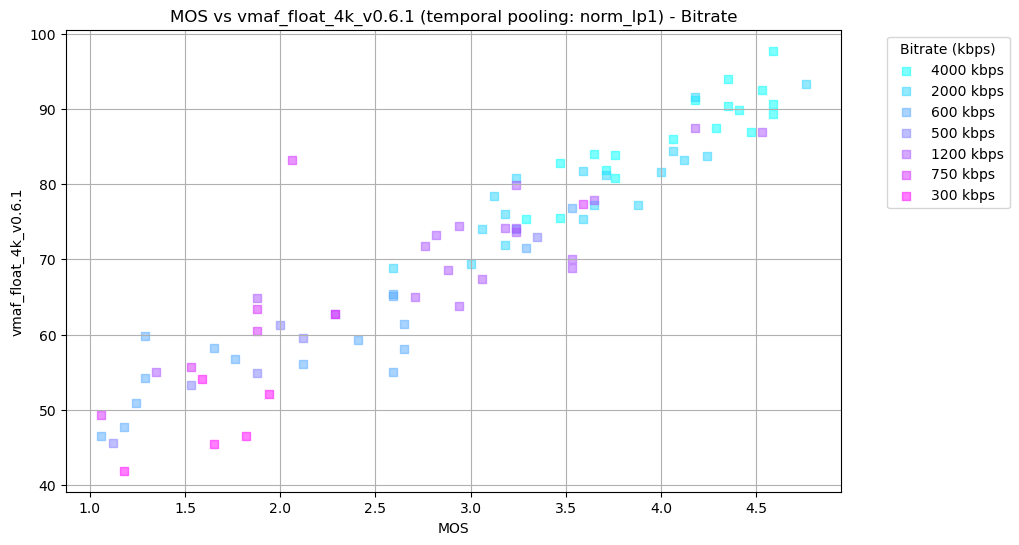 MOS vs vmaf_float_4k_v0.6.1 (temporal pooling: norm_lp1) - Bitrate
vmaf_float_4k_v0.6.1
100
90
80
70
60
50
40
1.0 1.5 2.0 2.5 3.0 3.5 4.0 4.5
MOS
Bitrate (kbps)
4000 kbps
2000 kbps
600 kbps
500 kbps
1200 kbps
750 kbps
300 kbps